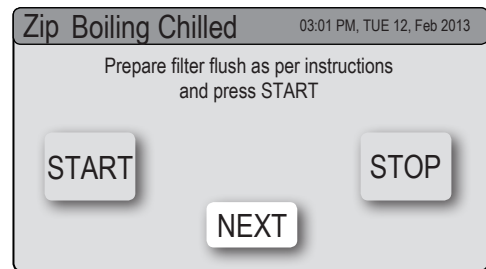 Zip Boiling Chilled 03:01 PM, TUE 12, Feb 2013
Prepare filter flush as per instructions
and press START
START STOP
NEXT